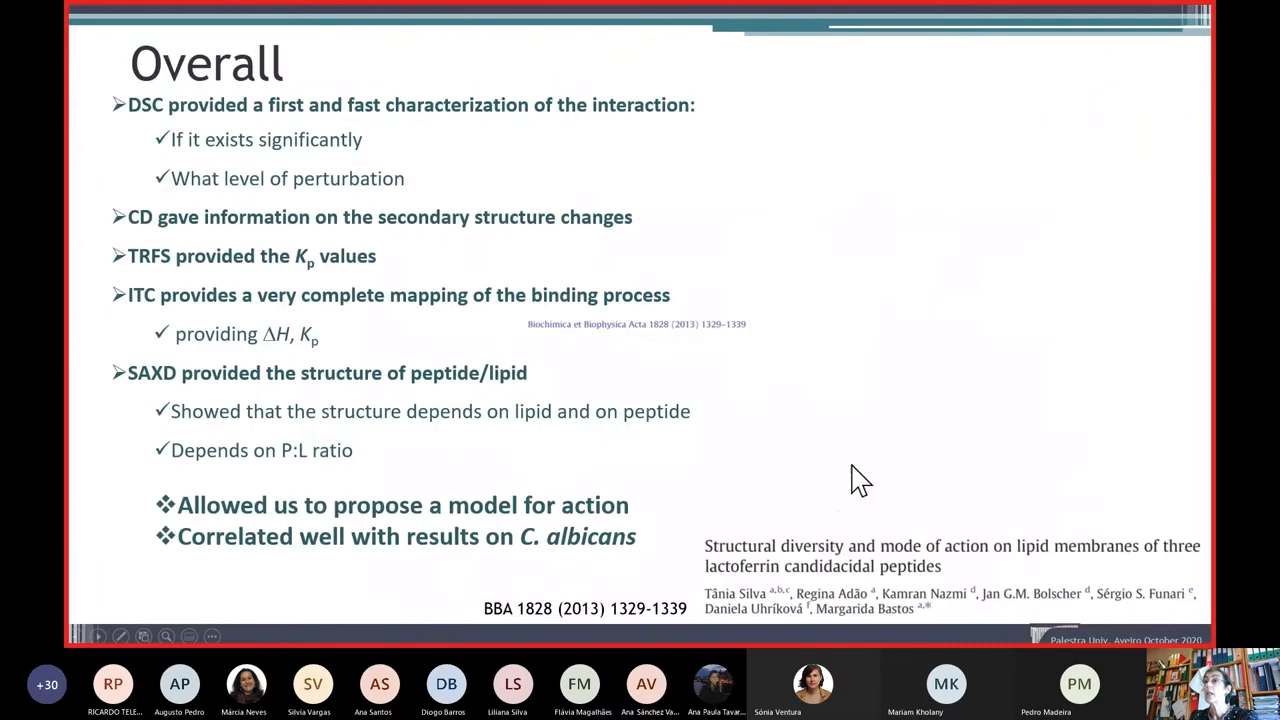 Overall
➢DSC provided a first and fast characterization of the interaction:
✓If it exists significantly
✓What level of perturbation
➢CD gave information on the secondary structure changes
➢TRFS provided the Kp values
➢ITC provides a very complete mapping of the binding process
Biochimica et Biophysica Acta 1828 (2013) 1329–1339
✓ providing ΔH, Kp
➢SAXD provided the structure of peptide/lipid
✓Showed that the structure depends on lipid and on peptide
✓Depends on P:L ratio
❖Allowed us to propose a model for action
❖Correlated well with results on C. albicans
Structural diversity and mode of action on lipid membranes of three
lactoferrin candidacidal peptides
Tânia Silva a,b,c, Regina Adão a, Kamran Nazmi d, Jan G.M. Bolscher d, Sérgio S. Funari e,
Daniela Uhríková f, Margarida Bastos a,*
BBA 1828 (2013) 1329-1339
Palestra Univ. Aveiro October 2020
+30 RP AP SV AS DB LS FM AV MK PM
RICARDO TELE... Augusto Pedro Márcia Neves Silvia Vargas Ana Santos Diogo Barros Liliana Silva Flávia Magalhães Ana Sánchez Va... Ana Paula Tavar... Sónia Ventura Mariam Kholany Pedro Madeira